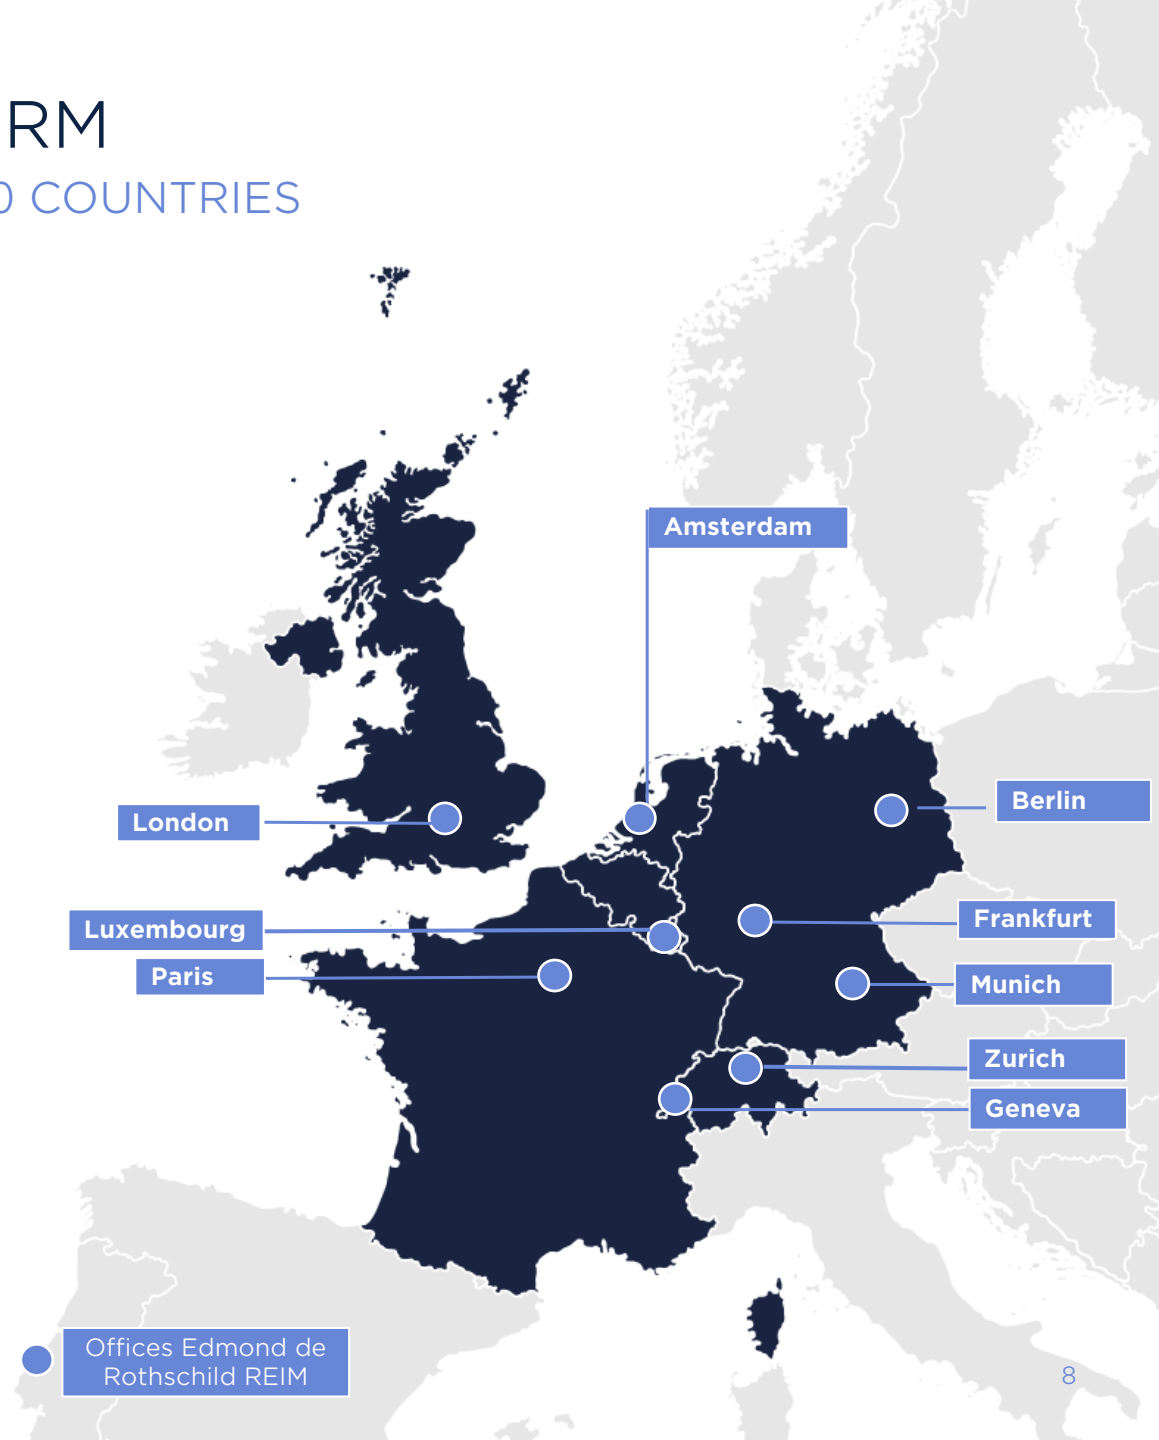 RM
0 COUNTRIES
Amsterdam
Berlin
London
Frankfurt
Luxembourg
Paris
Munich
Zurich
Geneva
Offices Edmond de
Rothschild REIM
8